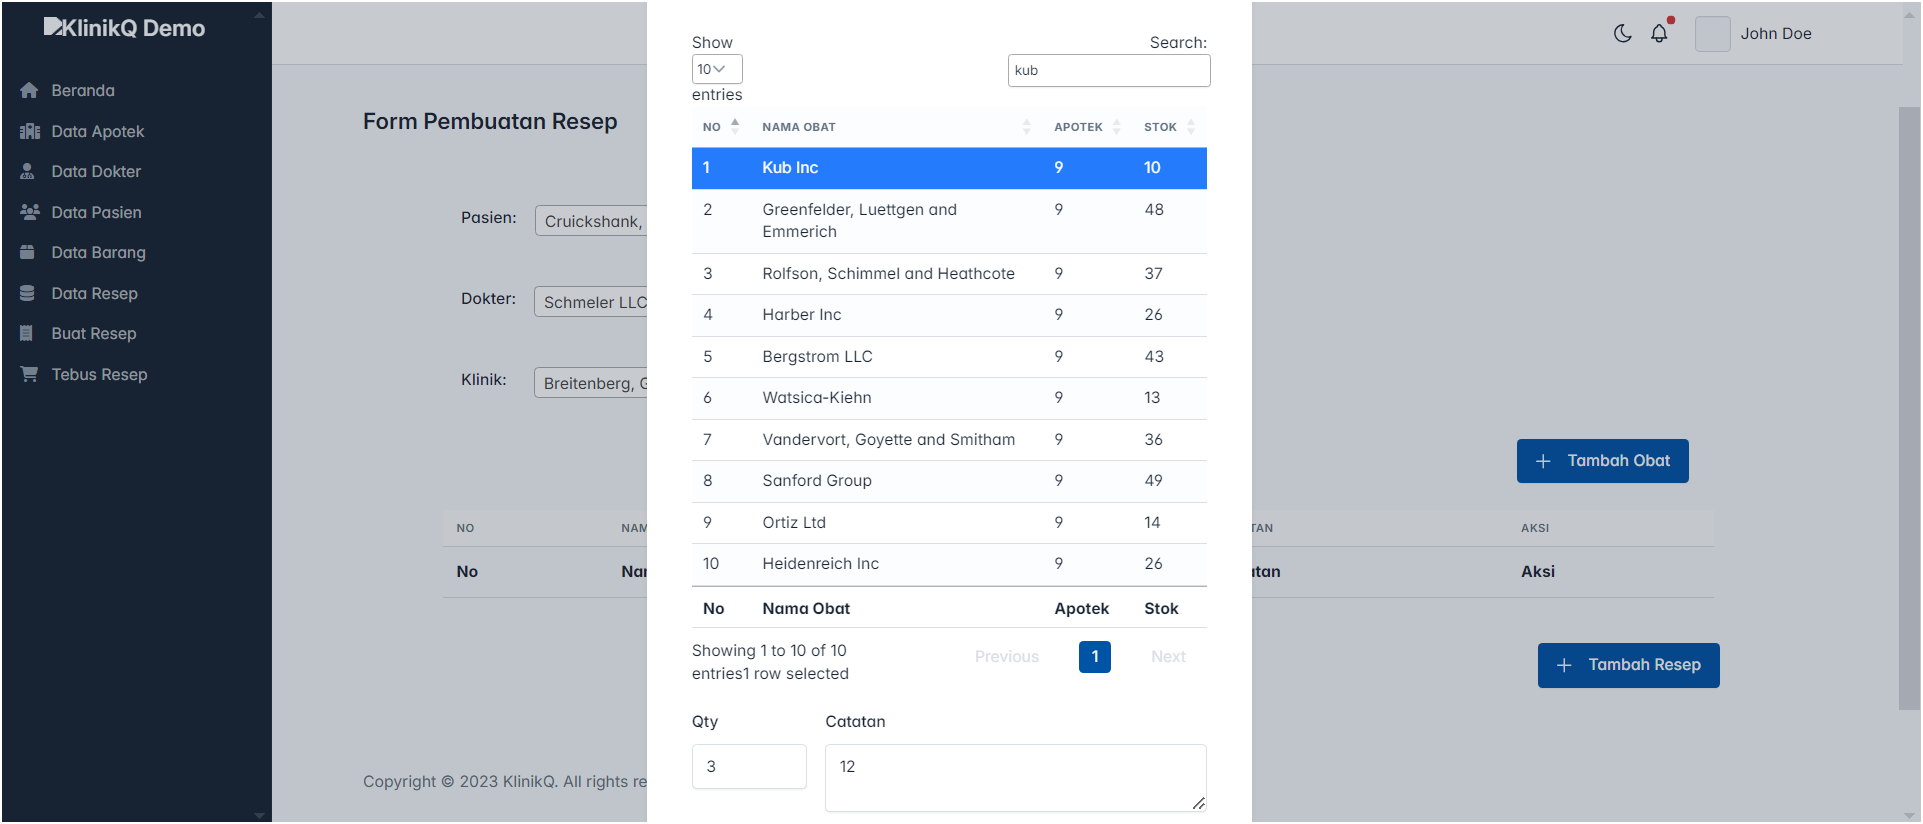 KlinikQ Demo
Beranda
Data Apotek
Data Dokter
Data Pasien
Data Barang
Data Resep
Buat Resep
Tebus Resep
John Doe
Form Pembuatan Resep
Pasien: Cruickshank,
Dokter: Schmeler LLC
Klinik: Breitenberg, G
Tambah Obat
NO NAM TAN AKSI
No Nar tan Aksi
Tambah Resep
Copyright © 2023 KlinikQ. All rights re
Show
10
entries
Search:
kub
NO NAMA OBAT APOTEK STOK
1 Kub Inc 9 10
2 Greenfelder, Luettgen and 9 48
Emmerich
3 Rolfson, Schimmel and Heathcote 9 37
4 Harber Inc 9 26
5 Bergstrom LLC 9 43
6 Watsica-Kiehn 9 13
7 Vandervort, Goyette and Smitham 9 36
8 Sanford Group 9 49
9 Ortiz Ltd 9 14
10 Heidenreich Inc 9 26
No Nama Obat Apotek Stok
Showing 1 to 10 of 10
entries1 row selected
Previous 1 Next
Qty Catatan
3 12